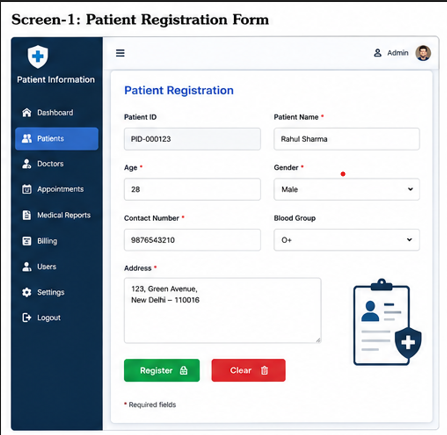 Screen-1: Patient Registration Form
Patient Information
Admin
Dashboard
Patients
Doctors
Appointments
Medical Reports
Billing
Users
Settings
Logout
Patient Registration
Patient ID
PID-000123
Patient Name *
Rahul Sharma
Age *
28
Gender *
Male
Contact Number *
9876543210
Blood Group
O+
Address *
123, Green Avenue,
New Delhi – 110016
Register
Clear
* Required fields